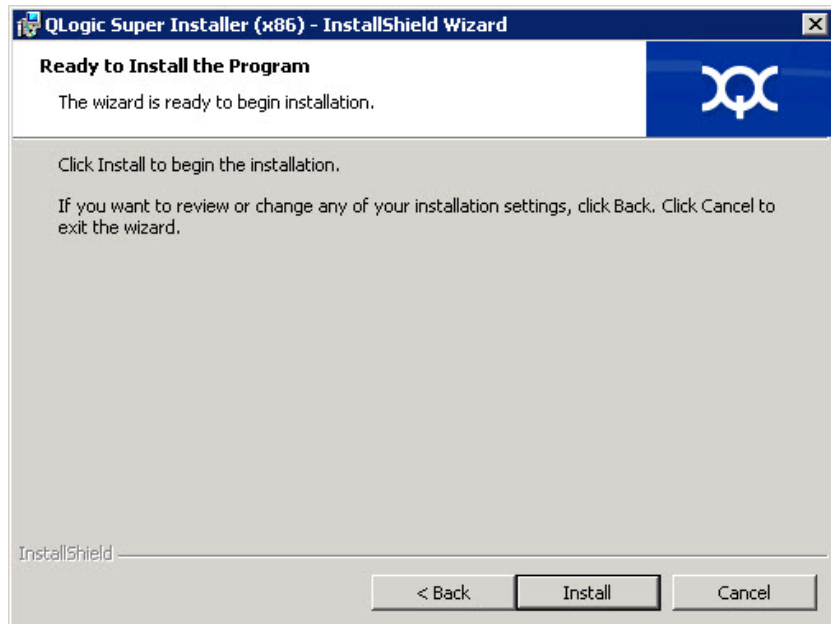 QLogic Super Installer (x86) - InstallShield Wizard
Ready to Install the Program
The wizard is ready to begin installation.
Click Install to begin the installation.
If you want to review or change any of your installation settings, click Back. Click Cancel to
exit the wizard.
InstallShield
< Back
Install
Cancel